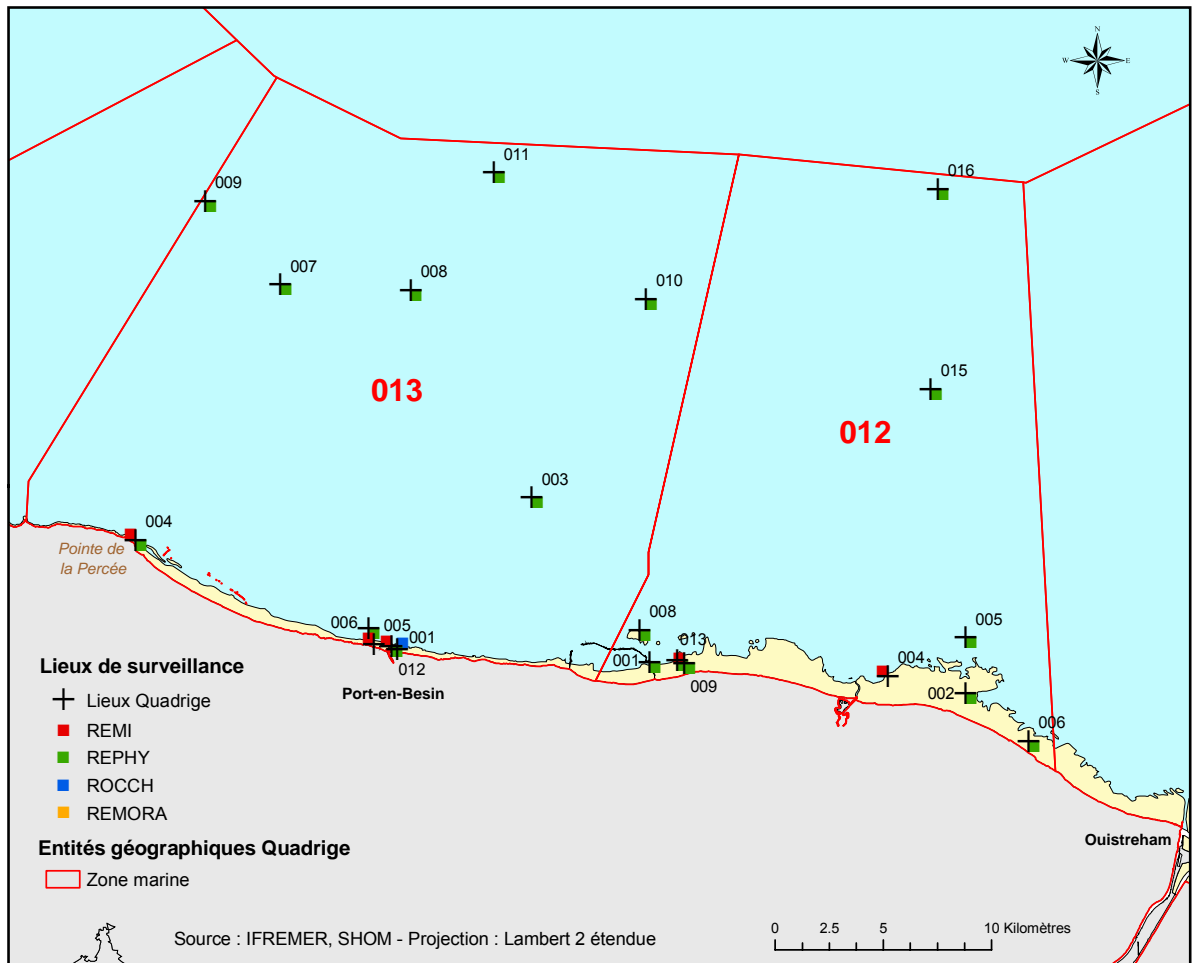 N
W E
S
011
016
009
007
008
010
013
015
012
003
004
Pointe de
la Percée
006
005
001
012
Port-en-Besin
008
013
001
009
005
004
002
006
Ouistreham
Lieux de surveillance
Lieux Quadrige
REMI
REPHY
ROCCH
REMORA
Entités géographiques Quadrige
Zone marine
Source : IFREMER, SHOM - Projection : Lambert 2 étendue
0 2.5 5 10 Kilomètres